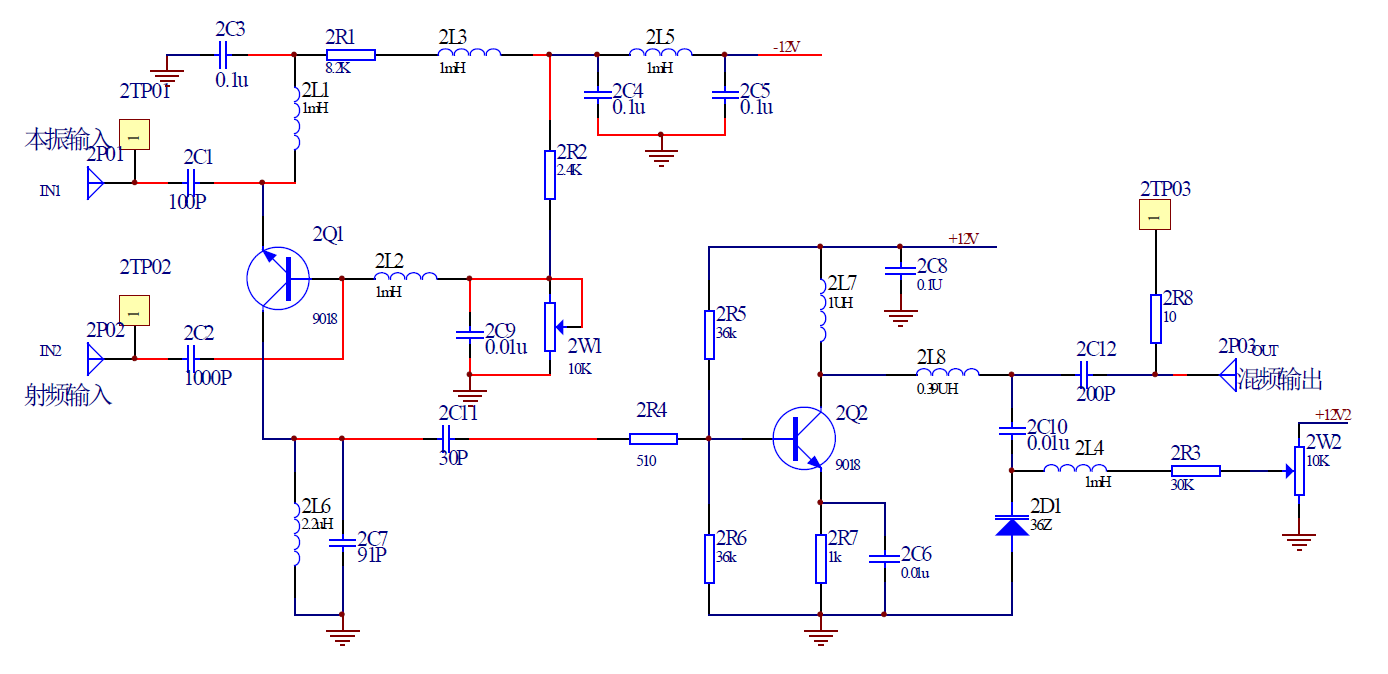 2C3
0.1u
2R1
8.2K
2L3
1mH
2L5
1mH
-12V
2C4
0.1u
2C5
0.1u
2L1
1mH
2TP01
1
本振输入
2P01
IN1
2C1
100P
2R2
2.4K
2Q1
9018
2L2
1mH
2TP02
1
2P02
IN2
射频输入
2C2
1000P
2C9
0.01u
2W1
10K
2C11
30P
2R4
510
2L6
2.2uH
2C7
91P
+12V
2R5
36k
2L7
1UH
2C8
0.1U
2L8
0.39UH
2Q2
9018
2R6
36k
2R7
1k
2C6
0.01u
2TP03
1
2R8
10
2C12
200P
2P03
OUT
混频输出
2C10
0.01u
2L4
1mH
2R3
30K
+12V2
2W2
10K
2D1
36Z